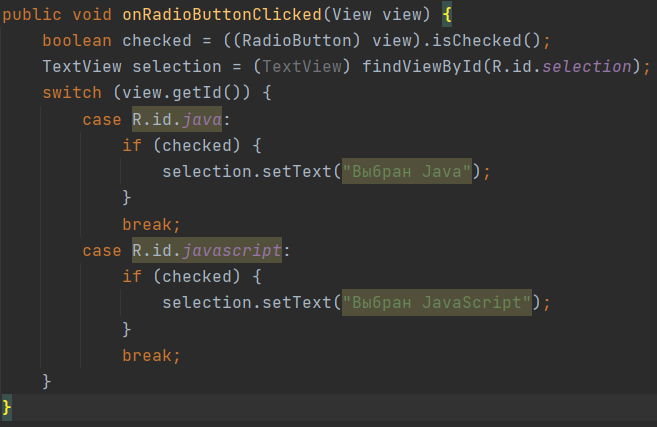 public void onRadioButtonClicked(View view) {
    boolean checked = ((RadioButton) view).isChecked();
    TextView selection = (TextView) findViewById(R.id.selection);
    switch (view.getId()) {
        case R.id.java:
            if (checked) {
                selection.setText("Выбран Java");
            }
            break;
        case R.id.javascript:
            if (checked) {
                selection.setText("Выбран JavaScript");
            }
            break;
    }
}